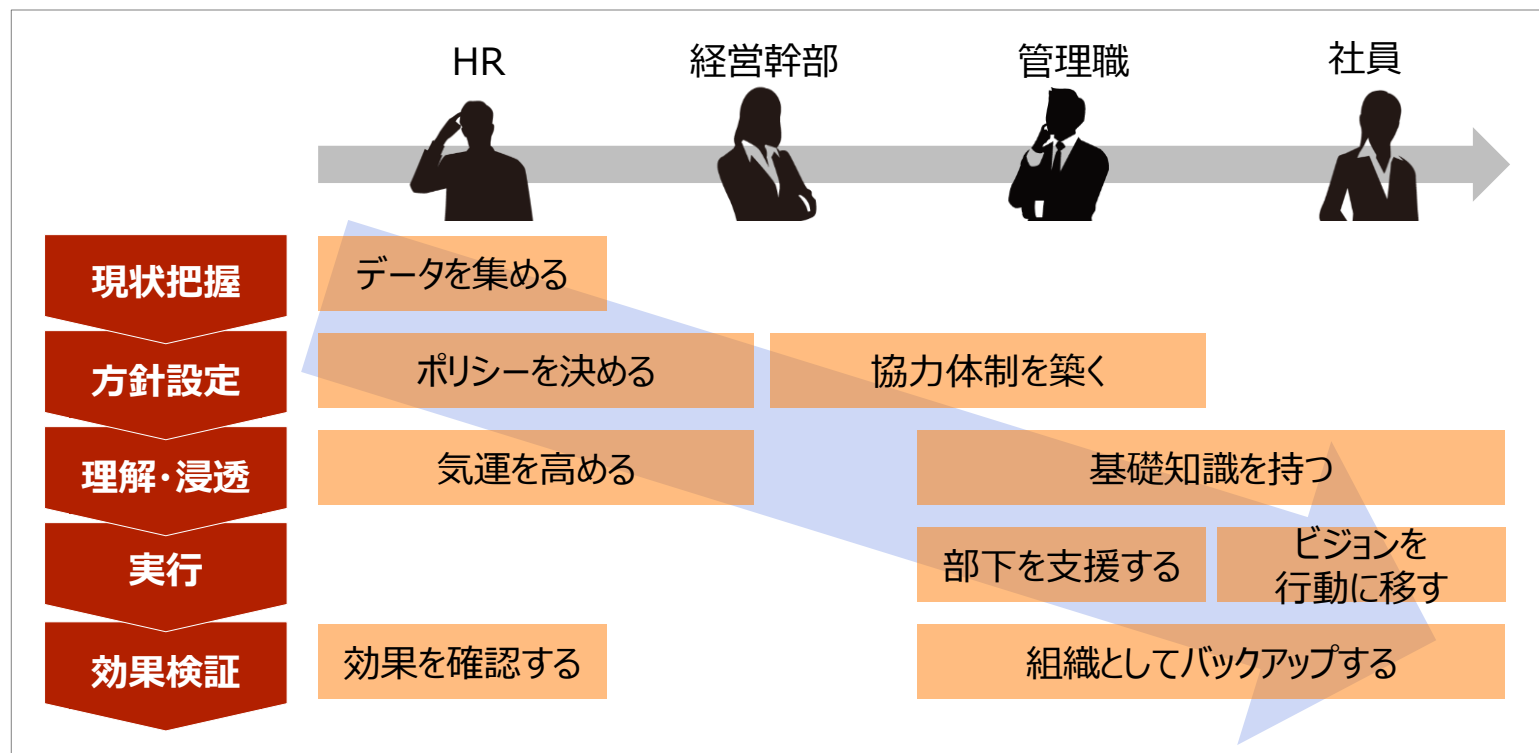 HR
経営幹部
管理職
社員
現状把握
データを集める
方針設定
ポリシーを決める
協力体制を築く
理解・浸透
気運を高める
基礎知識を持つ
実行
部下を支援する
ビジョンを
行動に移す
効果検証
効果を確認する
組織としてバックアップする